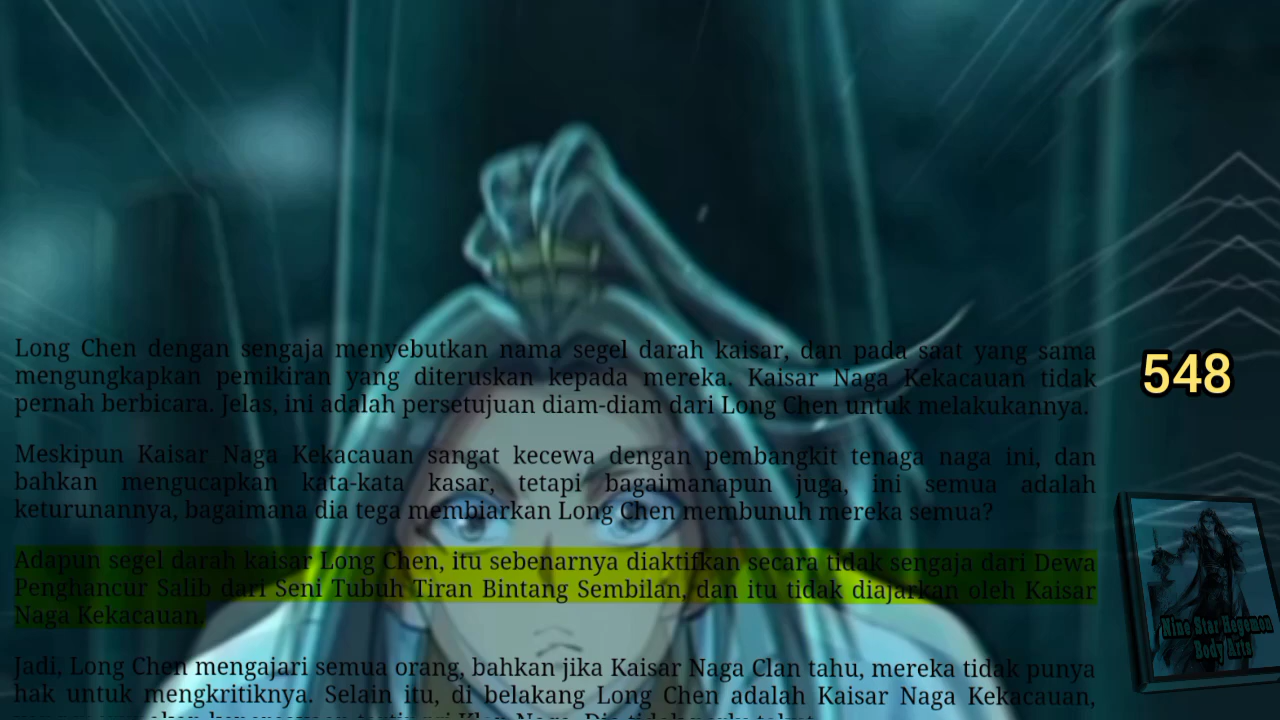 Long Chen dengan sengaja menyebutkan nama segel darah kaisar, dan pada saat yang sama
mengungkapkan pemikiran yang diteruskan kepada mereka. Kaisar Naga Kekacauan tidak
pernah berbicara. Jelas, ini adalah persetujuan diam-diam dari Long Chen untuk melakukannya.
Meskipun Kaisar Naga Kekacauan sangat kecewa dengan pembangkit tenaga naga ini, dan
bahkan mengucapkan kata-kata kasar, tetapi bagaimanapun juga, ini semua adalah
keturunannya, bagaimana dia tega membiarkan Long Chen membunuh mereka semua?
Adapun segel darah kaisar Long Chen, itu sebenarnya diaktifkan secara tidak sengaja dari Dewa
Penghancur Salib dari Seni Tubuh Tiran Bintang Sembilan, dan itu tidak diajarkan oleh Kaisar
Naga Kekacauan.
Jadi, Long Chen mengajari semua orang, bahkan jika Kaisar Naga Clan tahu, mereka tidak punya
hak untuk mengkritiknya. Selain itu, di belakang Long Chen adalah Kaisar Naga Kekacauan,
548
Nine Star Hegemon
Body Arts